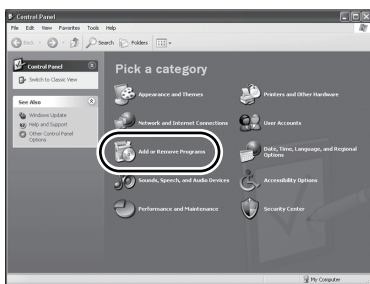 Control Panel
File Edit View Favorites Tools Help
Back Search Folders
Control Panel
Switch to Classic View
See Also
Windows Update
Help and Support
Other Control Panel
Options
Pick a category
Appearance and Themes
Printers and Other Hardware
Network and Internet Connections
User Accounts
Add or Remove Programs
Date, Time, Language, and Regional
Options
Sounds, Speech, and Audio Devices
Accessibility Options
Performance and Maintenance
Security Center
My Computer